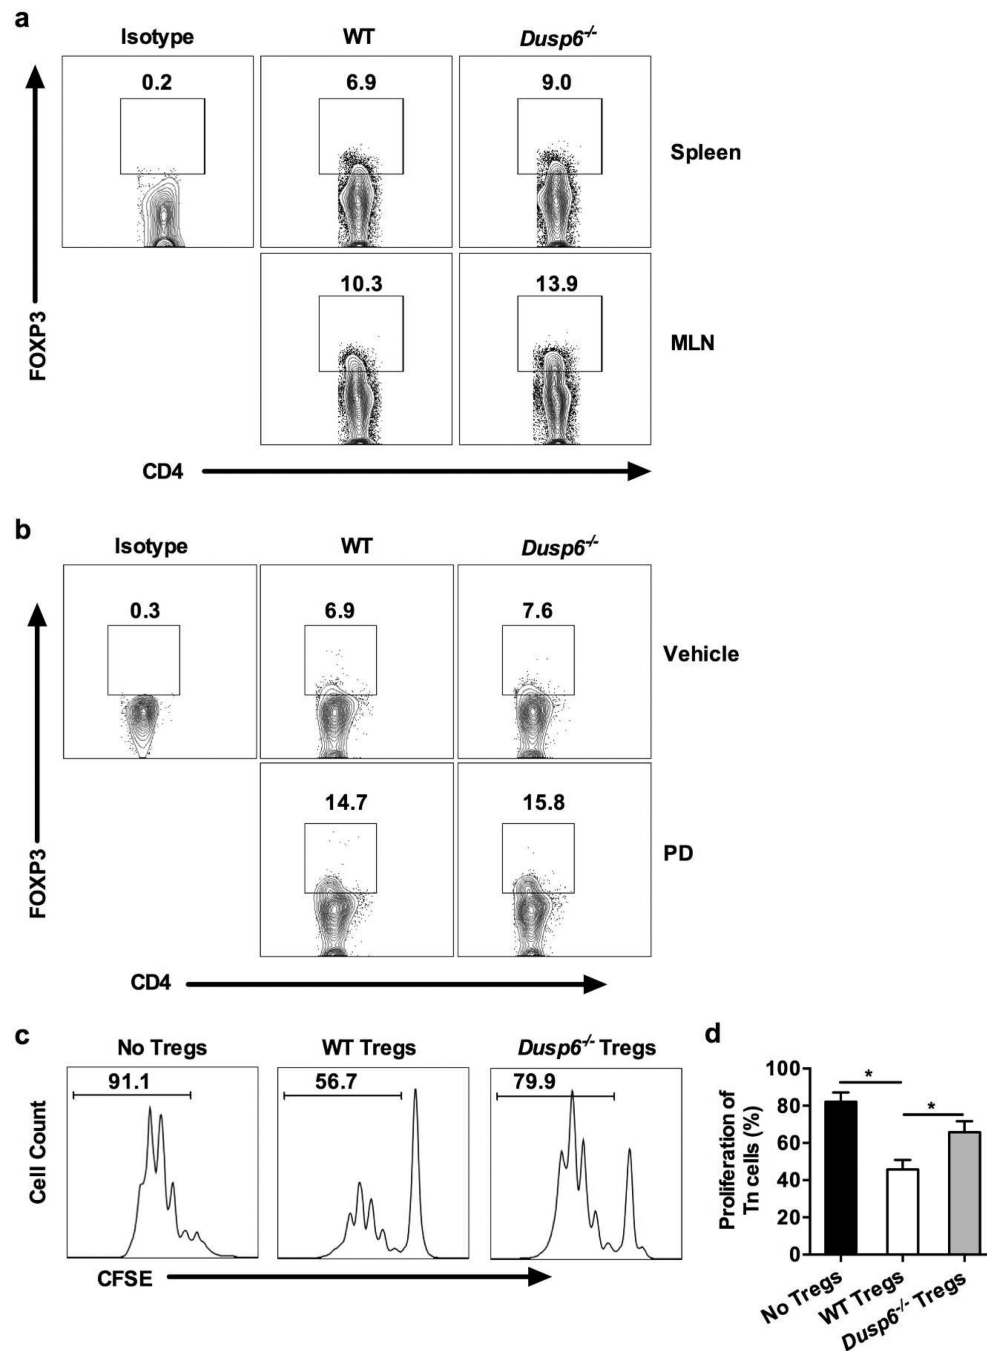 a
Isotype WT Dusp6-/-
0.2 6.9 9.0
Spleen
10.3 13.9
MLN
FOXP3
CD4
b
Isotype WT Dusp6-/-
0.3 6.9 7.6
Vehicle
14.7 15.8
PD
FOXP3
CD4
c
No Tregs WT Tregs Dusp6-/- Tregs
91.1 56.7 79.9
Cell Count
CFSE
d
Proliferation of
Tn cells (%)
100
80
60
40
20
0
* *
No Tregs
WT Tregs
Dusp6-/- Tregs